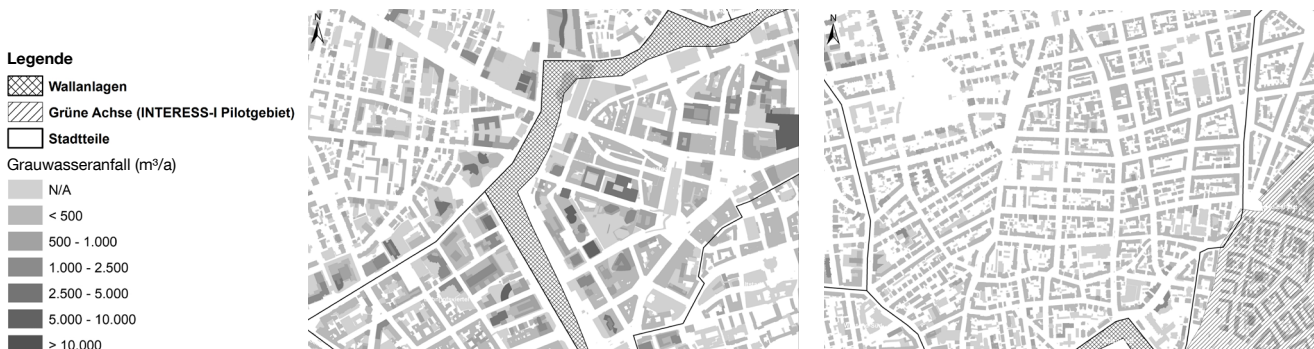 Legende
Wallanlagen
Grüne Achse (INTERESS-I Pilotgebiet)
Stadtteile
Grauwasseranfall (m³/a)
N/A
< 500
500 - 1.000
1.000 - 2.500
2.500 - 5.000
5.000 - 10.000
> 10.000
N
N